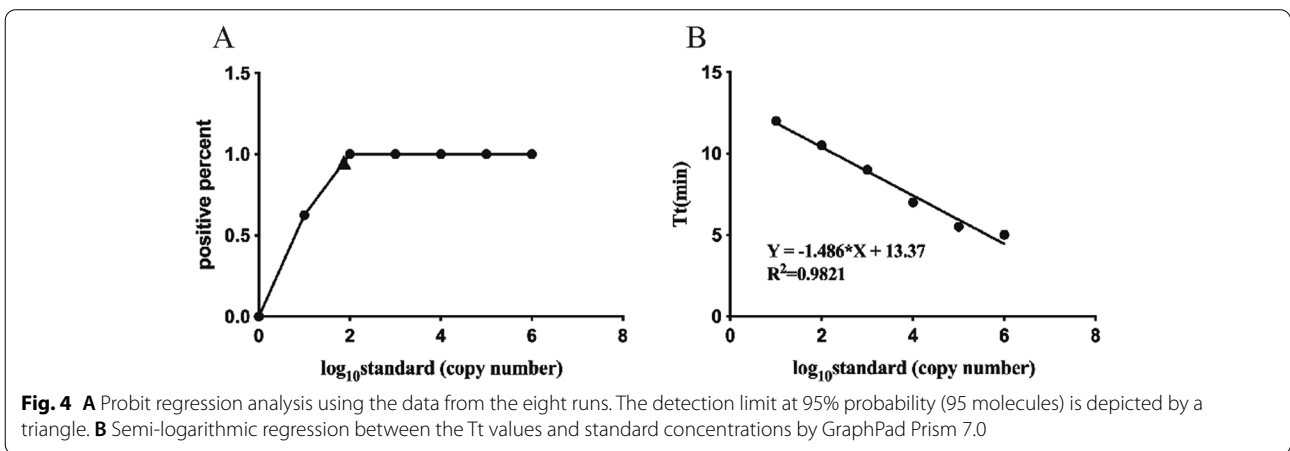 A
B
1.5
1.0
0.5
0.0
positive percent
0
2
4
6
8
log₁₀standard (copy number)
15
10
5
0
Tt(min)
Y = -1.486*X + 13.37
R²=0.9821
0
2
4
6
8
log₁₀standard (copy number)
Fig. 4 A Probit regression analysis using the data from the eight runs. The detection limit at 95% probability (95 molecules) is depicted by a
triangle. B Semi-logarithmic regression between the Tt values and standard concentrations by GraphPad Prism 7.0